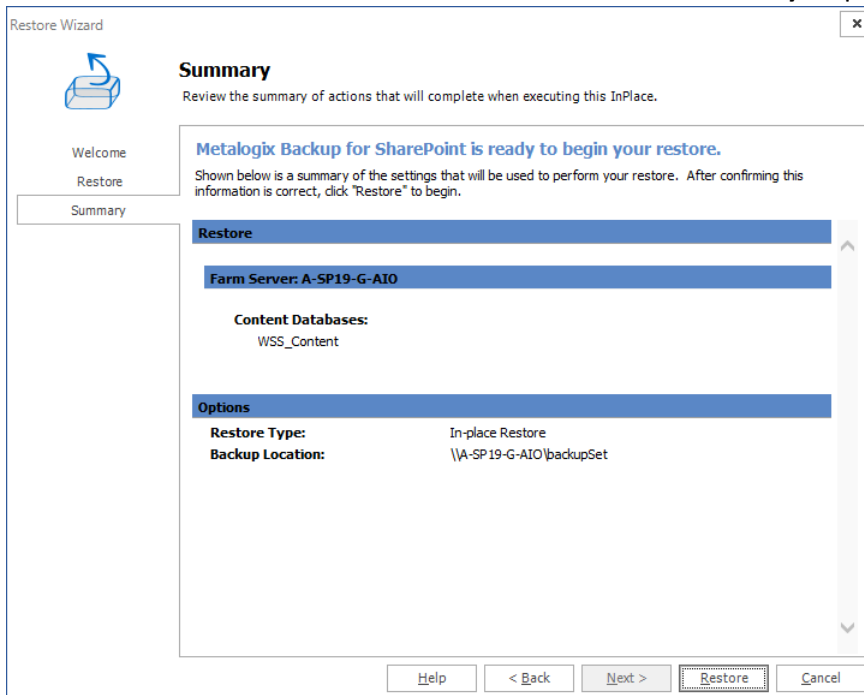 Restore Wizard
Summary
Review the summary of actions that will complete when executing this InPlace.
Welcome
Restore
Summary
Metalogix Backup for SharePoint is ready to begin your restore.
Shown below is a summary of the settings that will be used to perform your restore. After confirming this
information is correct, click "Restore" to begin.
Restore
Farm Server: A-SP19-G-AIO
Content Databases:
WSS_Content
Options
Restore Type: In-place Restore
Backup Location: \\A-SP19-G-AIO\backupSet
Help < Back Next > Restore Cancel